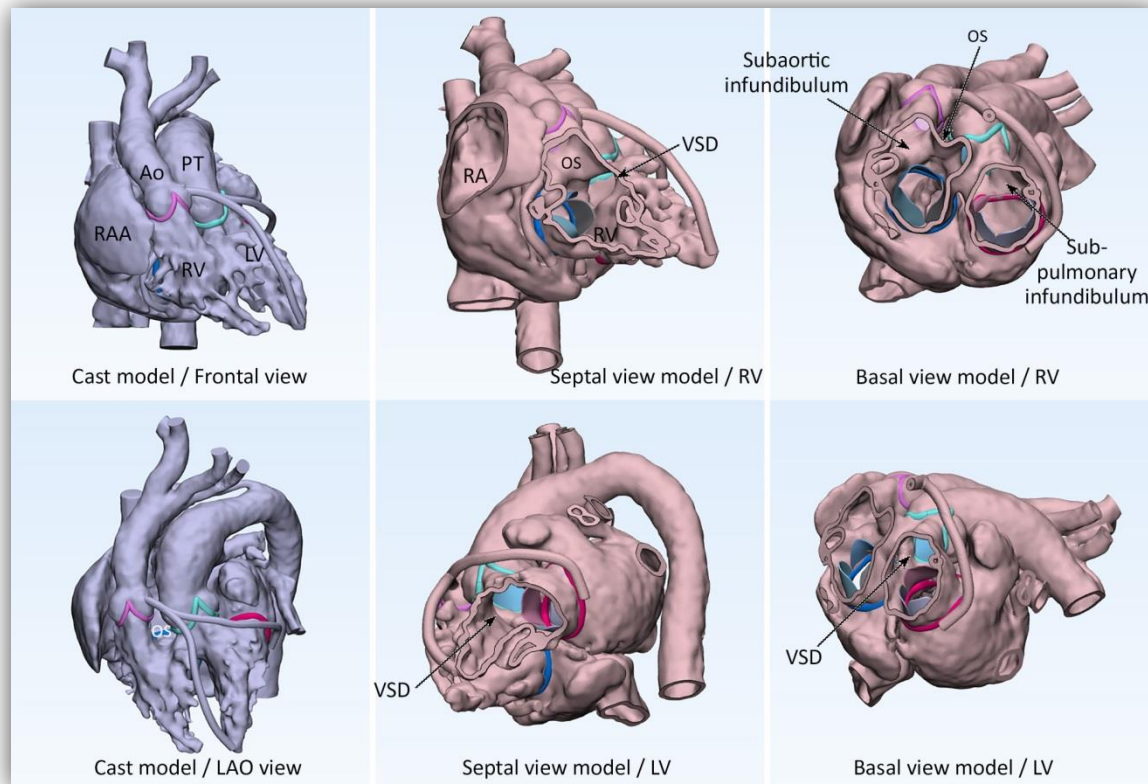 Ao
PT
RAA
RV
LV
Cast model / Frontal view
RA
OS
VSD
RV
Septal view model / RV
Subaortic
infundibulum
OS
Sub-
pulmonary
infundibulum
Basal view model / RV
OS
Cast model / LAO view
VSD
Septal view model / LV
VSD
Basal view model / LV